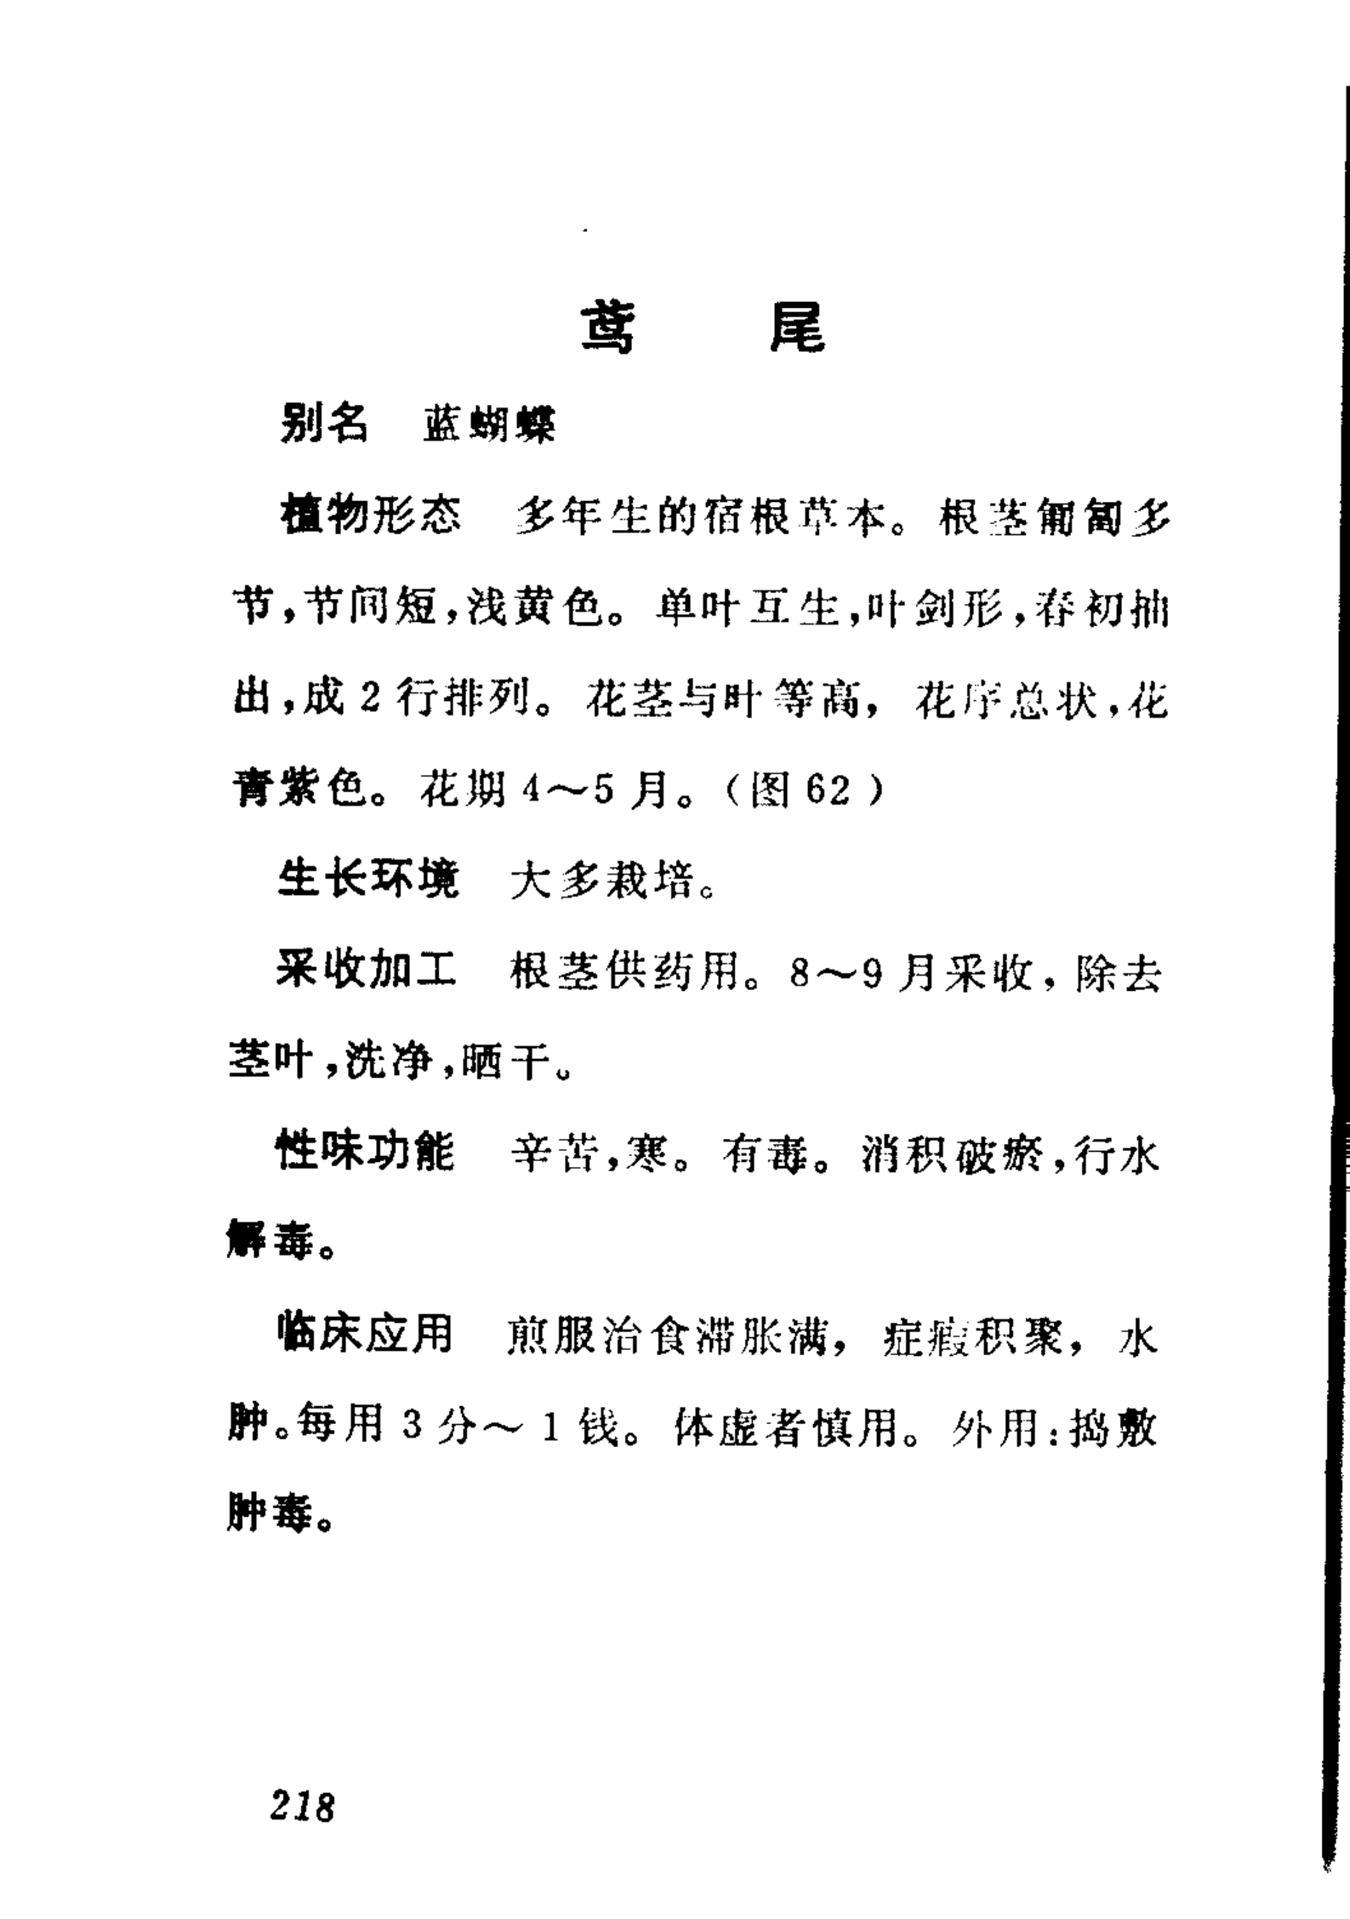 鸢尾
别名 蓝蝴蝶
植物形态 多年生的宿根草本。根茎匍匐多
节,节间短,浅黄色。单叶互生,叶剑形,春初抽
出,成2行排列。花茎与叶等高,花序总状,花
青紫色。花期4～5月。(图62)
生长环境 大多栽培。
采收加工 根茎供药用。8～9月采收,除去
茎叶,洗净,晒干。
性味功能 辛苦,寒。有毒。消积破瘀,行水
解毒。
临床应用 煎服治食滞胀满,症瘕积聚,水
肿。每用3分～1钱。体虚者慎用。外用:捣敷
肿毒。
218